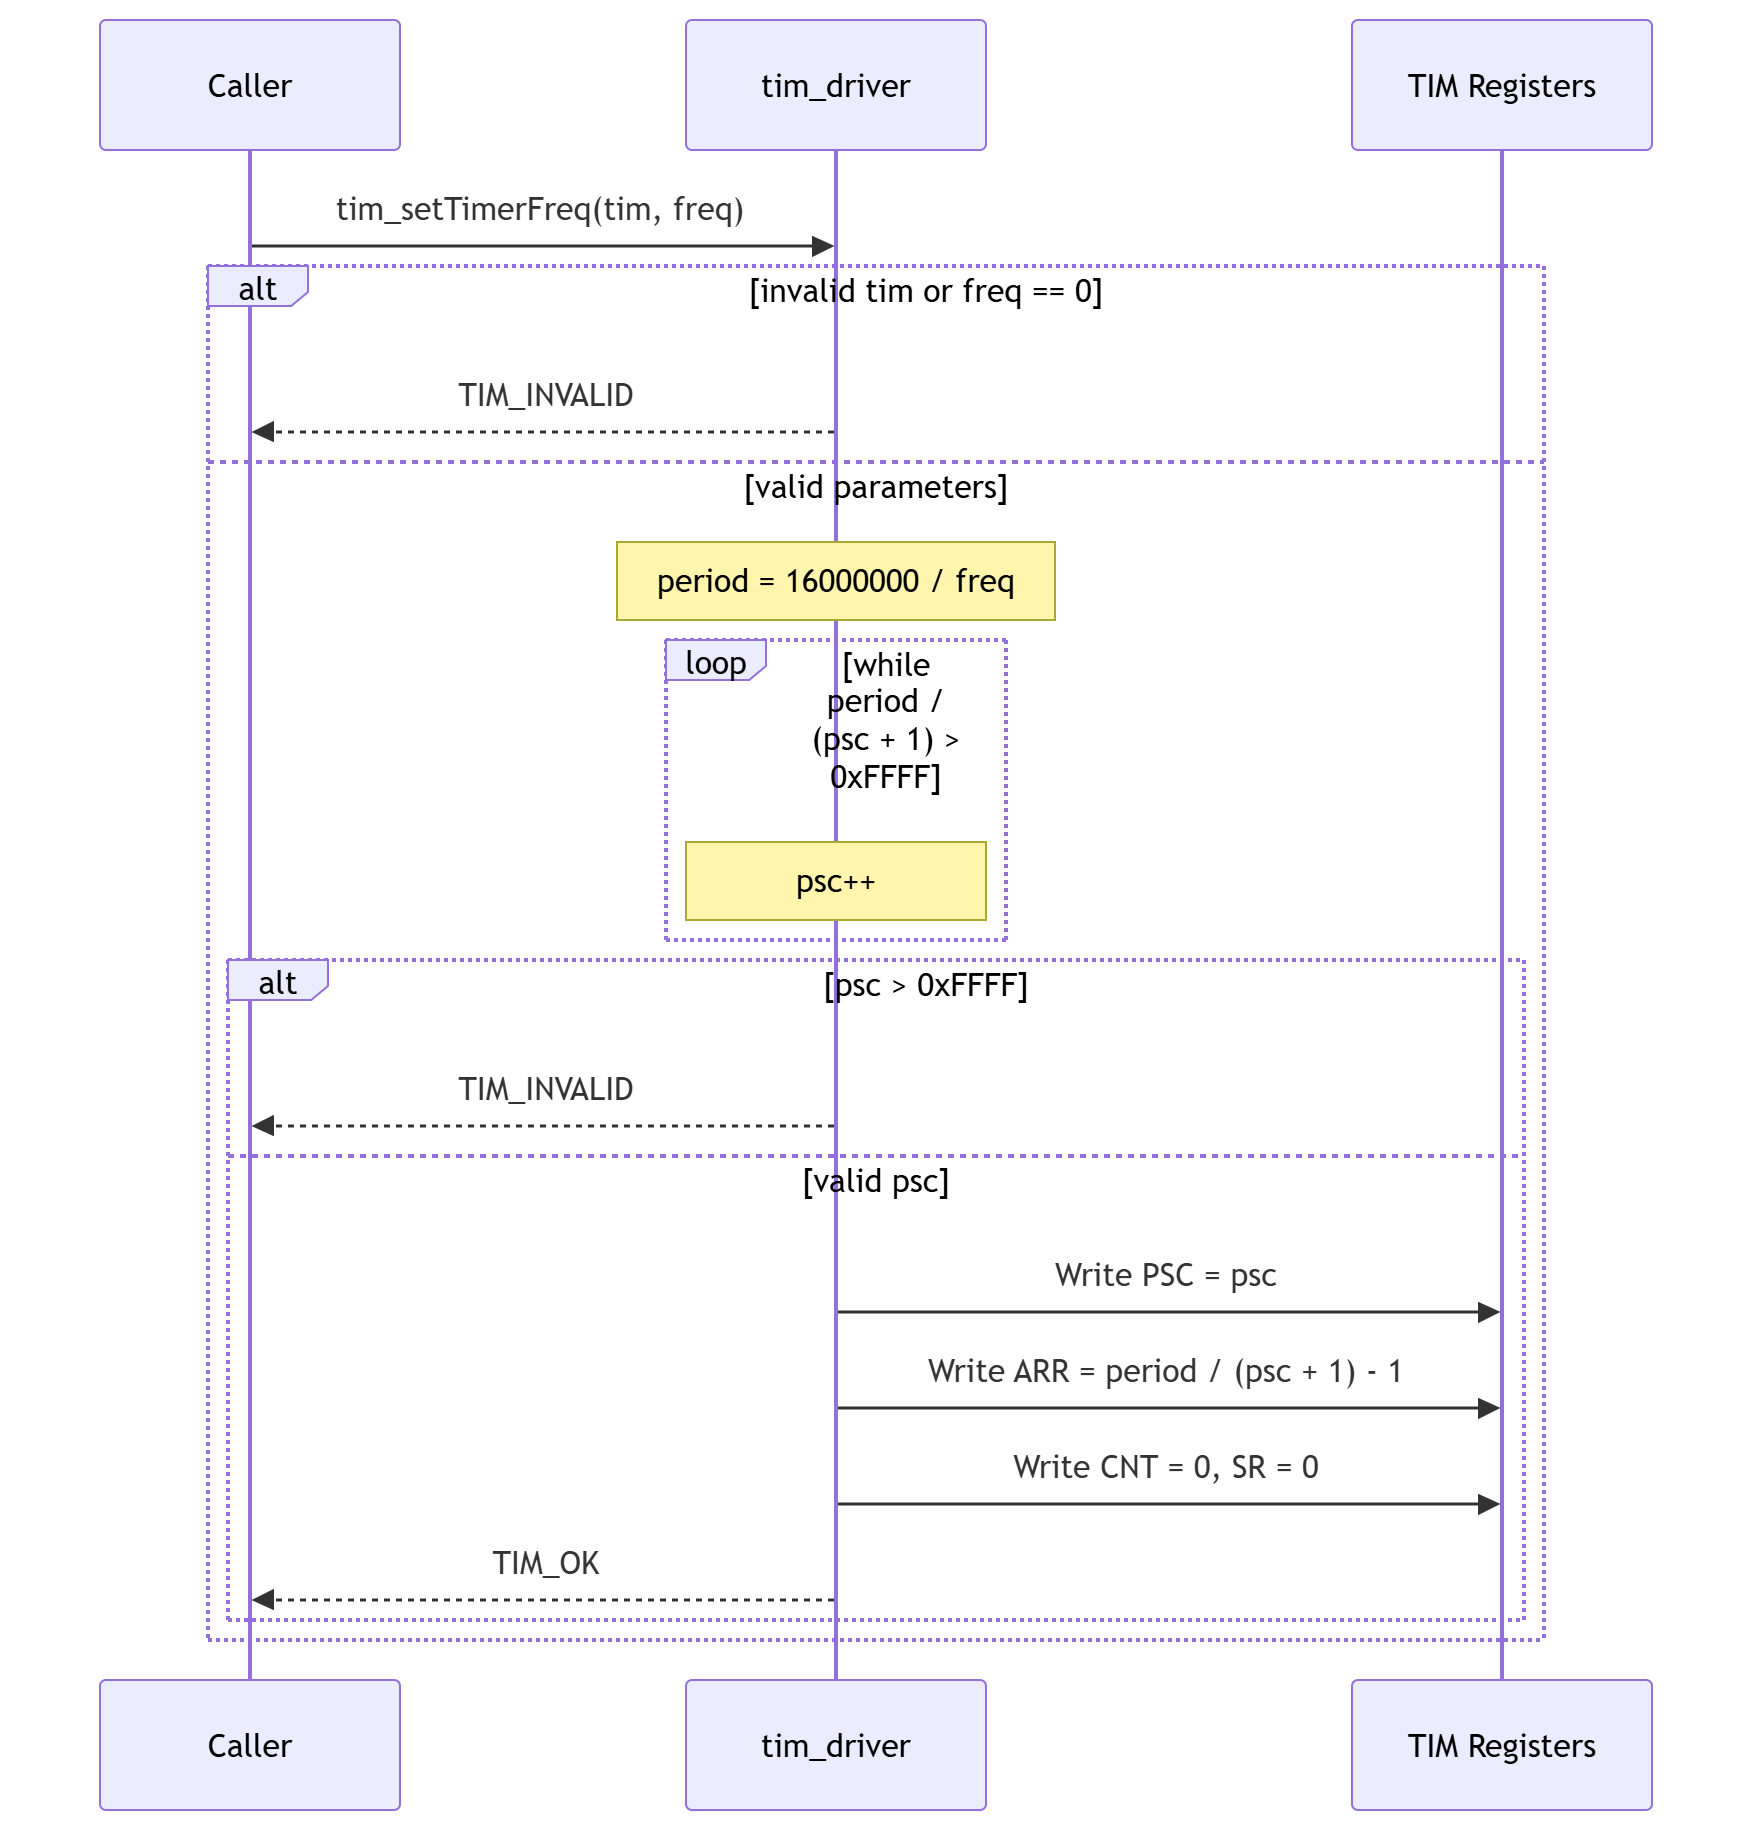 Caller
tim_driver
TIM Registers
tim_setTimerFreq(tim, freq)
alt
[invalid tim or freq == 0]
TIM_INVALID
[valid parameters]
period = 16000000 / freq
loop
[while
period /
(psc + 1) >
0xFFFF]
psc++
alt
[psc > 0xFFFF]
TIM_INVALID
[valid psc]
Write PSC = psc
Write ARR = period / (psc + 1) - 1
Write CNT = 0, SR = 0
TIM_OK
Caller
tim_driver
TIM Registers